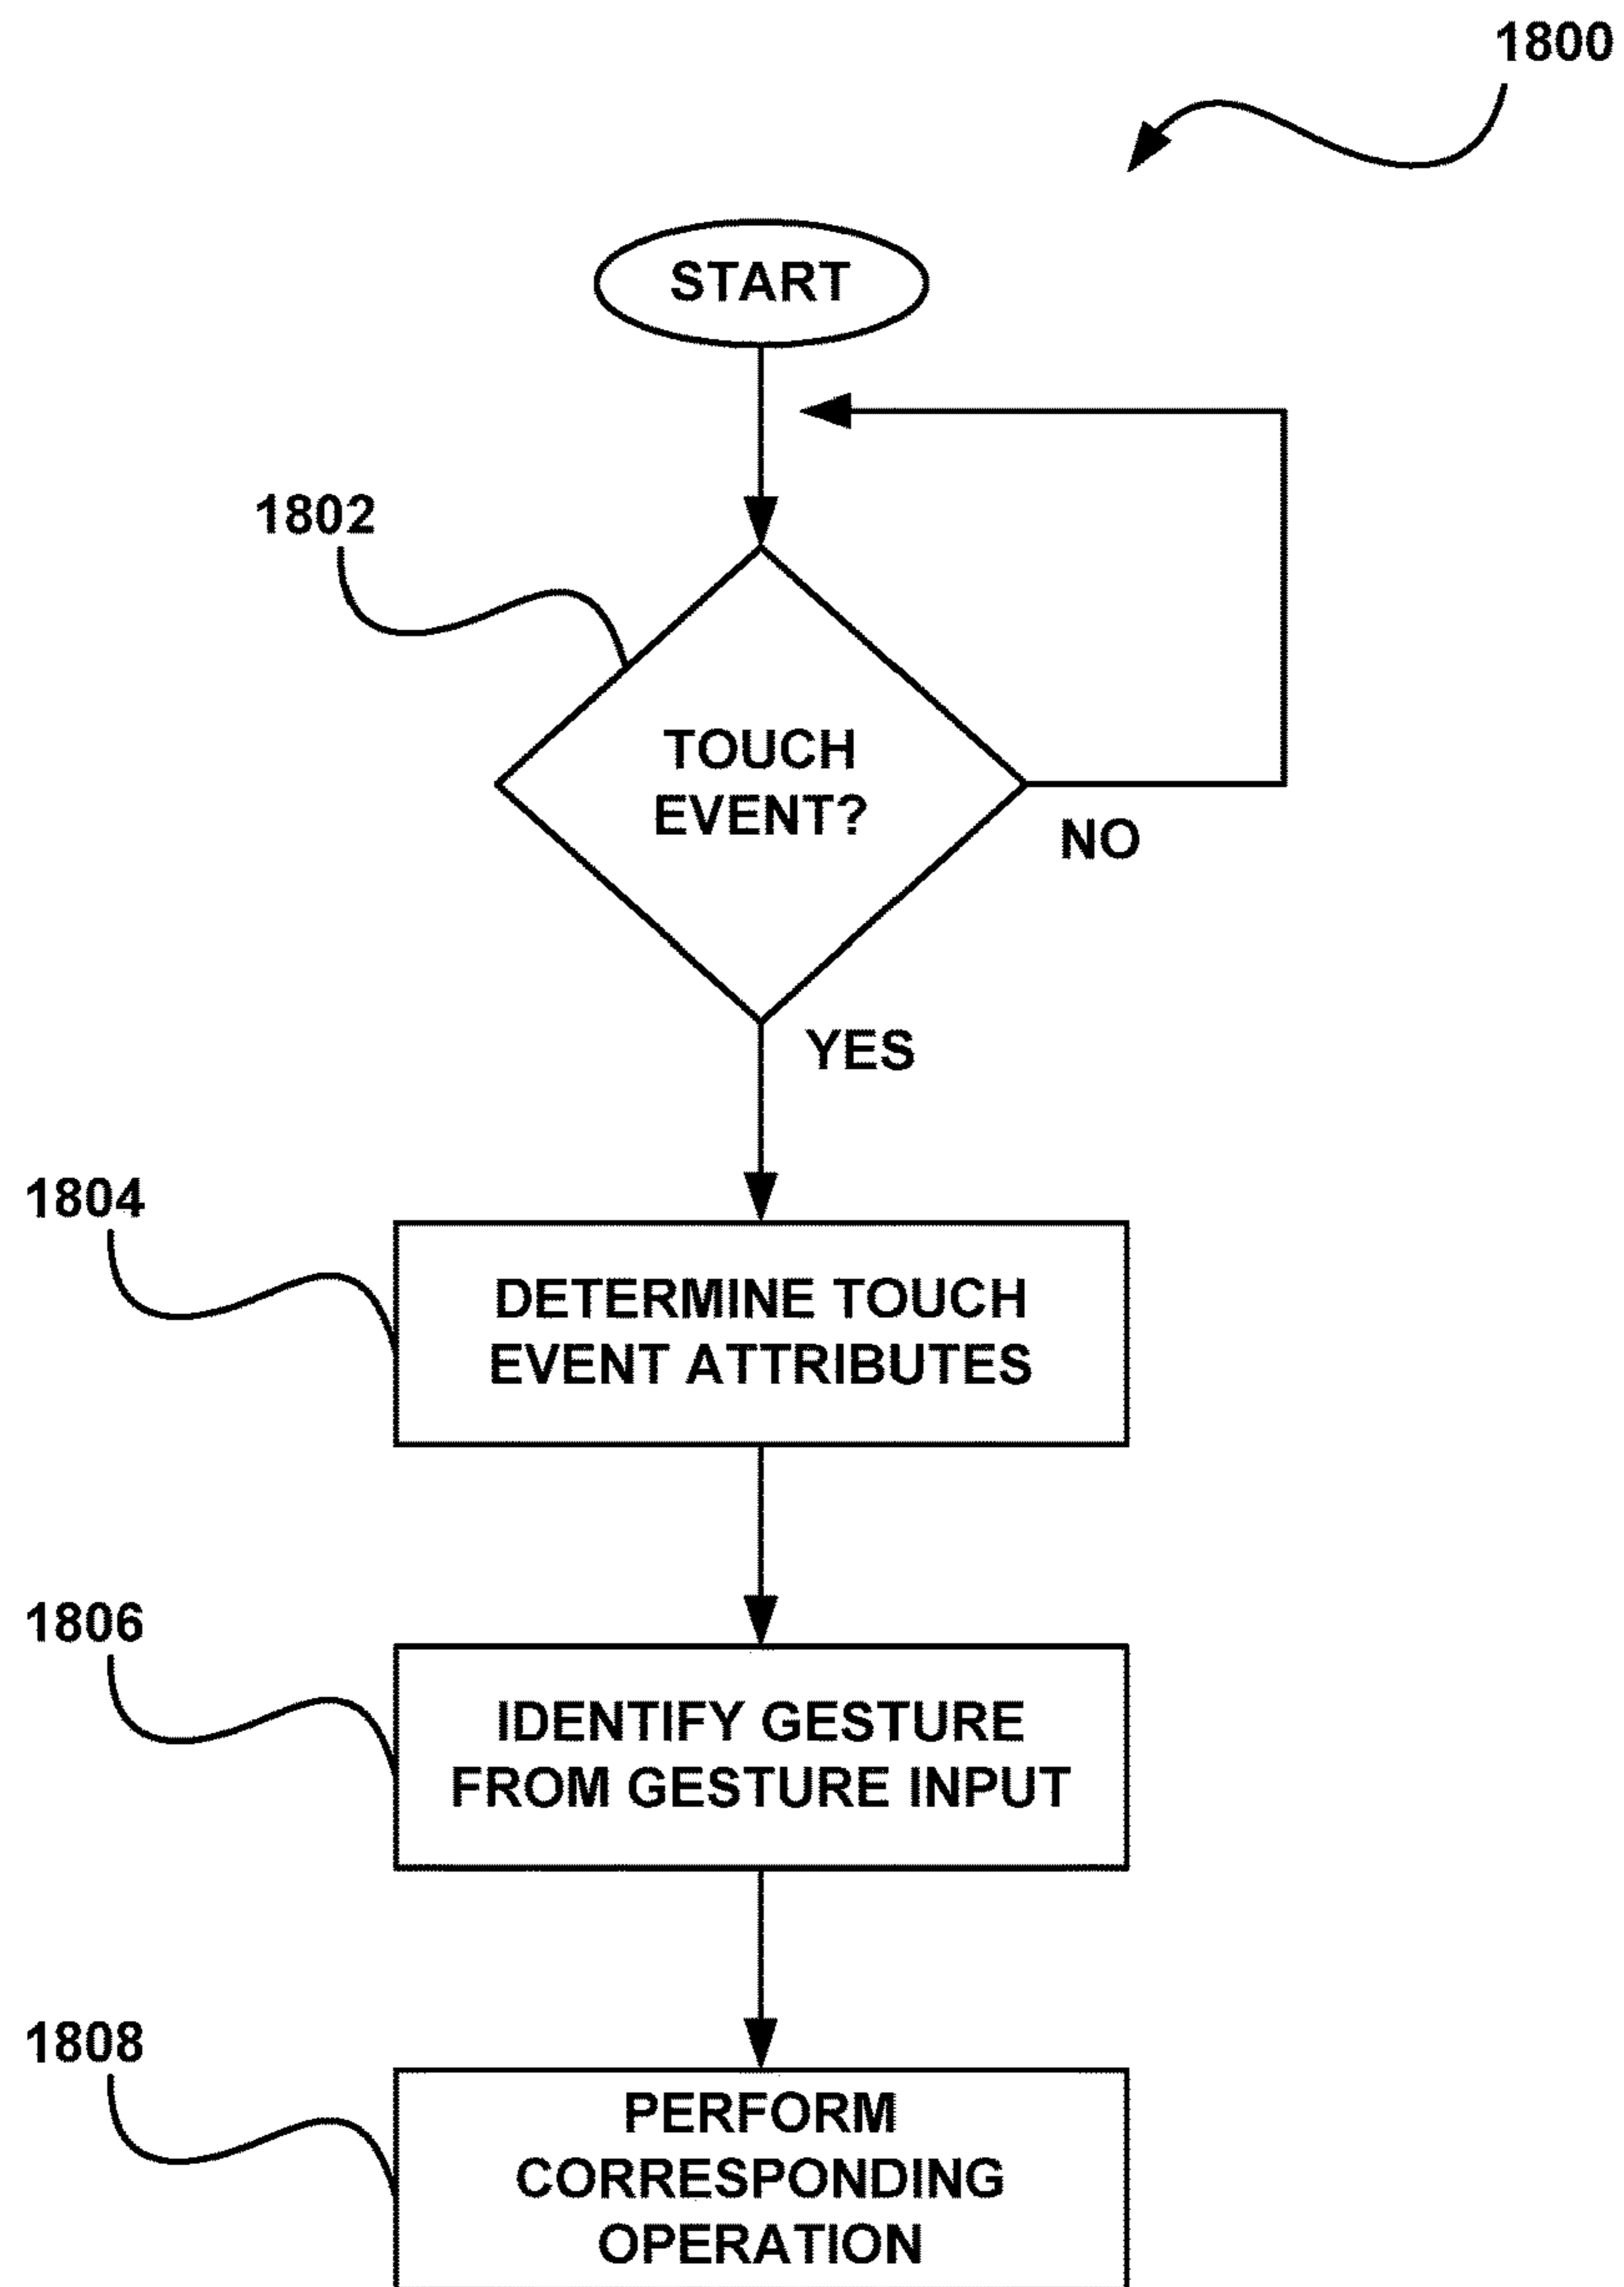 1800
START
1802
TOUCH
EVENT?
NO
YES
1804
DETERMINE TOUCH
EVENT ATTRIBUTES
1806
IDENTIFY GESTURE
FROM GESTURE INPUT
1808
PERFORM
CORRESPONDING
OPERATION